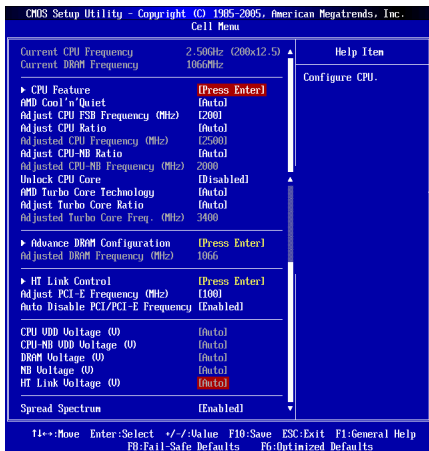 CMOS Setup Utility - Copyright (C) 1985-2005, American Megatrends, Inc.
Cell Menu
Current CPU Frequency 2.50GHz (200x12.5)
Current DRAM Frequency 1066MHz
▶ CPU Feature [Press Enter]
AMD Cool'n'Quiet [Auto]
Adjust CPU FSB Frequency (MHz) [200]
Adjust CPU Ratio [Auto]
Adjusted CPU Frequency (MHz) [2500]
Adjust CPU-NB Ratio [Auto]
Adjusted CPU-NB Frequency (MHz) 2000
Unlock CPU Core [Disabled]
AMD Turbo Core Technology [Auto]
Adjust Turbo Core Ratio [Auto]
Adjusted Turbo Core Freq. (MHz) 3400
▶ Advance DRAM Configuration [Press Enter]
Adjusted DRAM Frequency (MHz) 1066
▶ HT Link Control [Press Enter]
Adjust PCI-E Frequency (MHz) [100]
Auto Disable PCI/PCI-E Frequency [Enabled]
CPU VDD Voltage (V) [Auto]
CPU-NB VDD Voltage (V) [Auto]
DRAM Voltage (V) [Auto]
NB Voltage (V) [Auto]
HT Link Voltage (V) [Auto]
Spread Spectrum [Enabled]
Help Item
Configure CPU.
↑↓↔:Move Enter:Select +/-/:Value F10:Save ESC:Exit F1:General Help
F8:Fail-Safe Defaults F6:Optimized Defaults